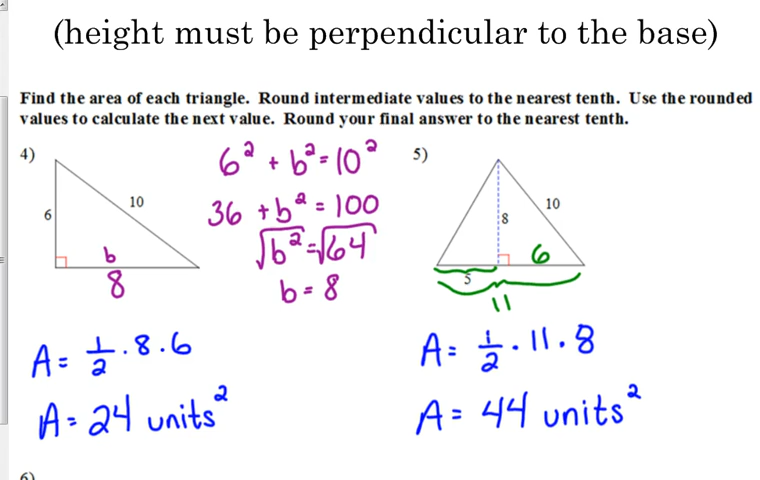 (height must be perpendicular to the base)
Find the area of each triangle. Round intermediate values to the nearest tenth. Use the rounded
values to calculate the next value. Round your final answer to the nearest tenth.
4)
6
10
b
8
6² + b² = 10²
36 + b² = 100
√b² = √64
b = 8
A = 1/2 · 8 · 6
A = 24 units²
5)
10
8
6
5
11
A = 1/2 · 11 · 8
A = 44 units²